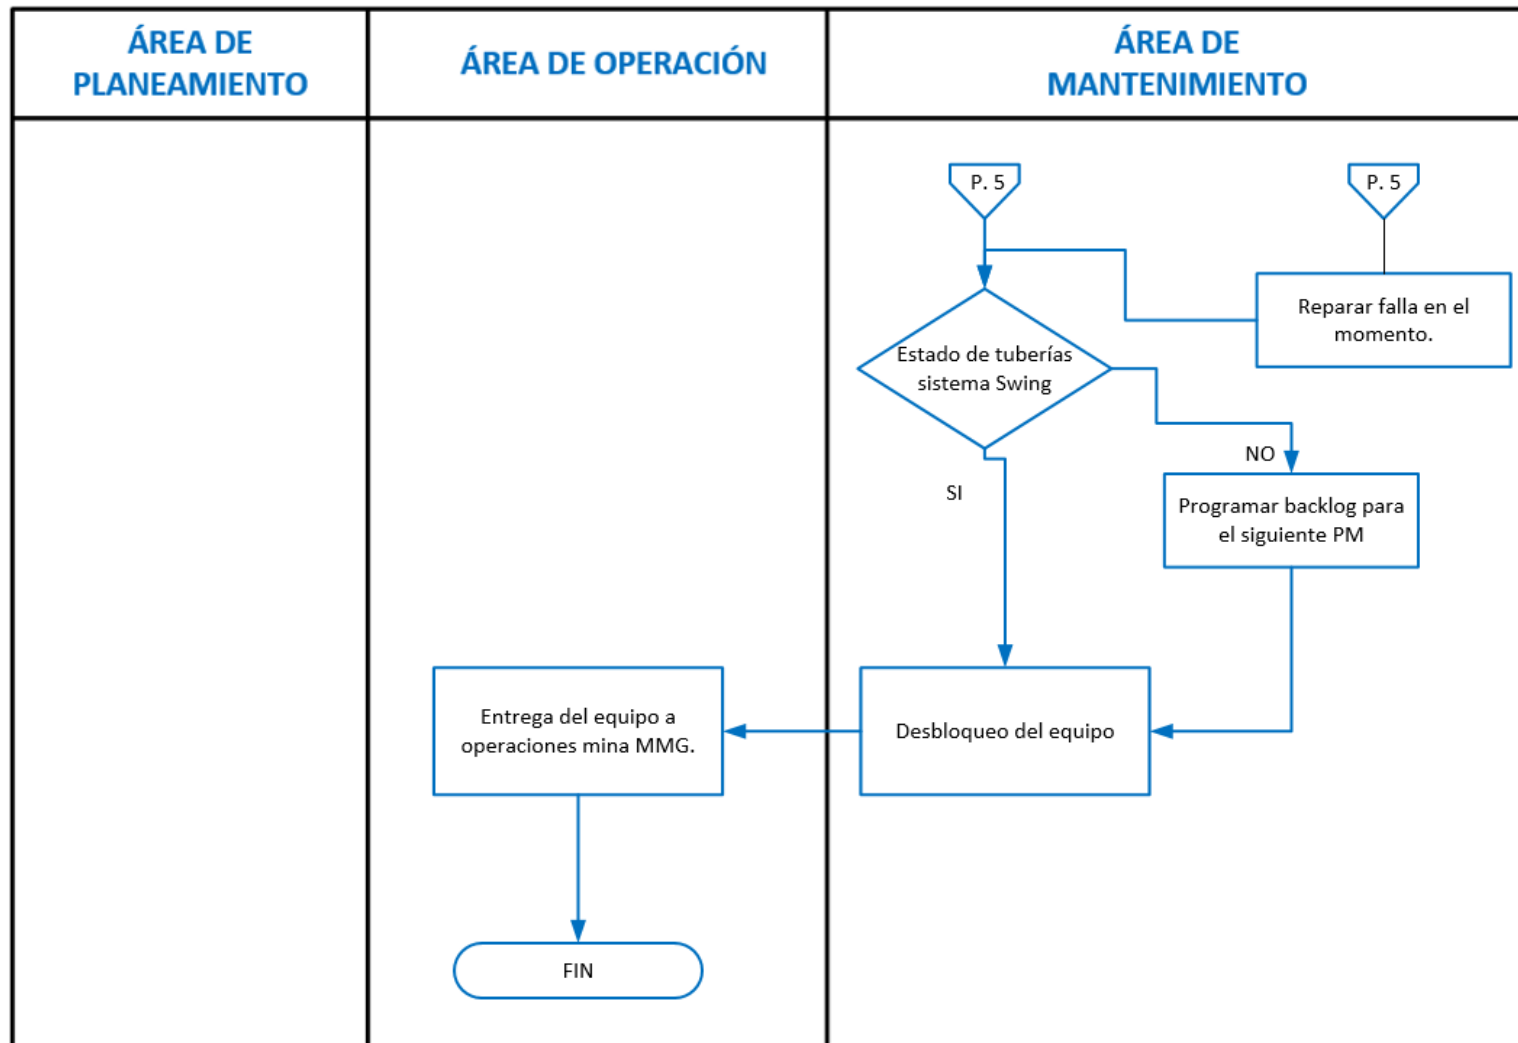 ÁREA DE
PLANEAMIENTO
ÁREA DE OPERACIÓN
ÁREA DE
MANTENIMIENTO
P. 5
P. 5
Reparar falla en el
momento.
Estado de tuberías
sistema Swing
NO
SI
Programar backlog para
el siguiente PM
Entrega del equipo a
operaciones mina MMG.
Desbloqueo del equipo
FIN